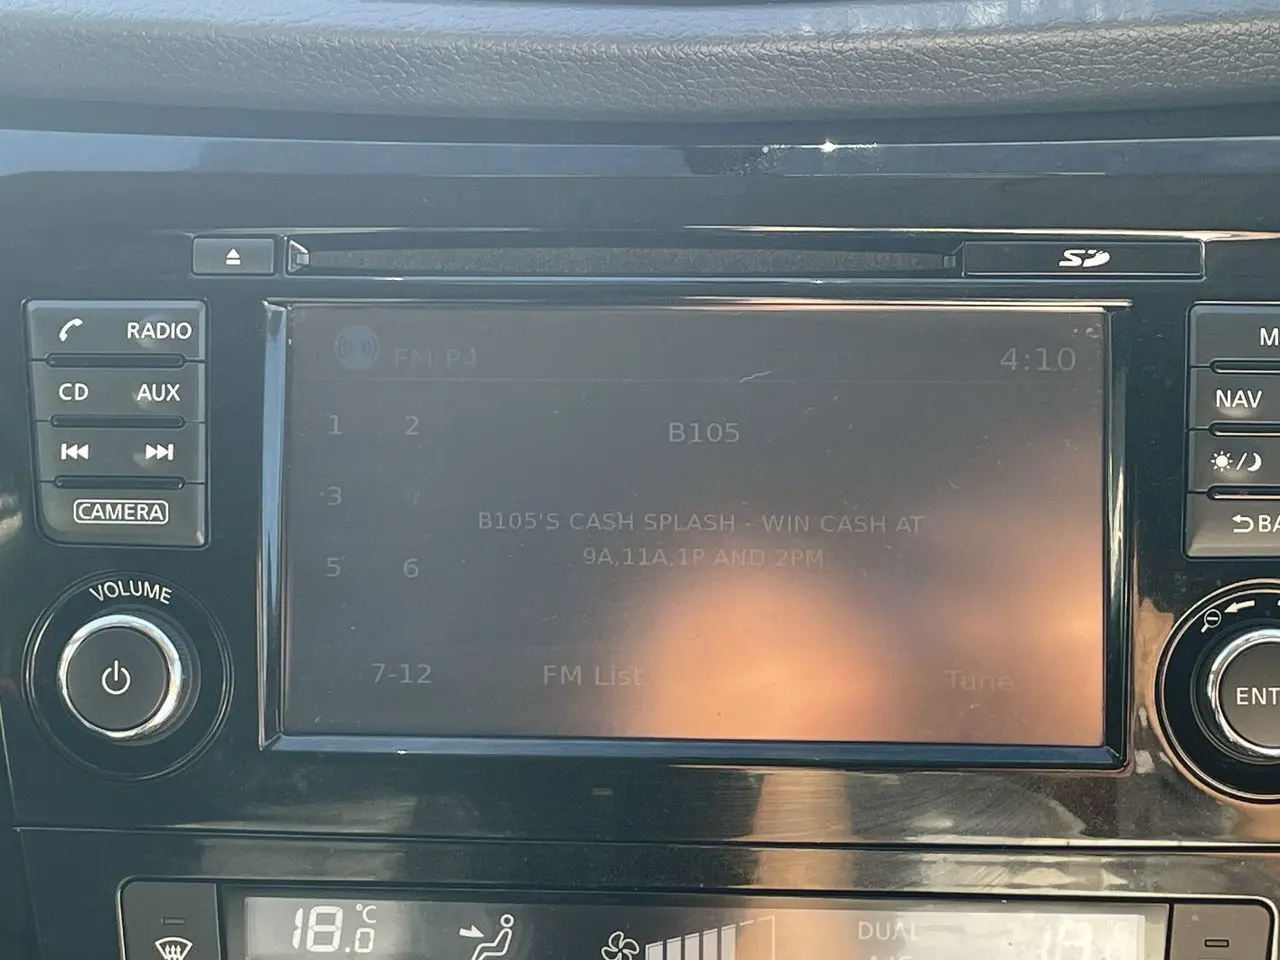 SD
RADIO
CD AUX
CAMERA
VOLUME
FM P1
4:10
1 2
3 4
5 6
B105
B105'S CASH SPLASH - WIN CASH AT
9A,11A,1P AND 2PM
7-12
FM List
Tune
NAV
18.0 °C
DUAL